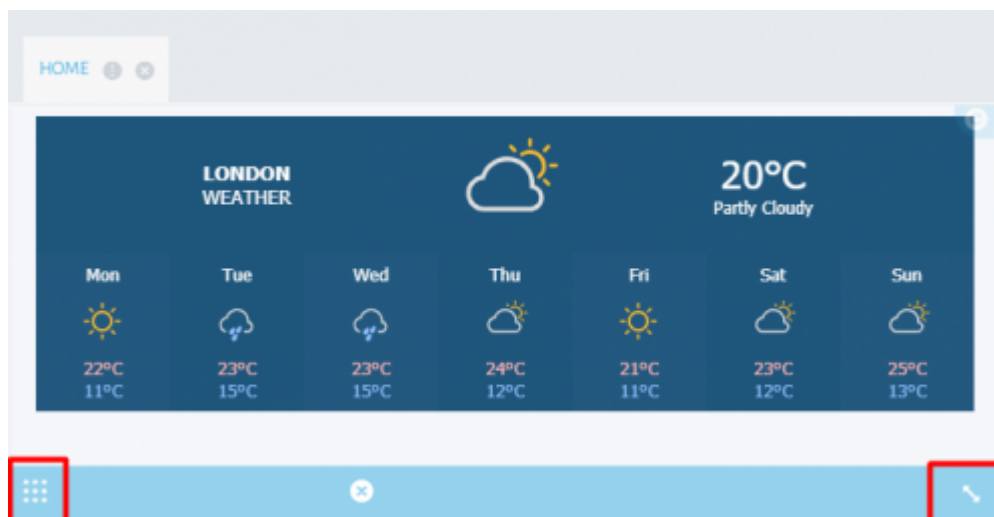 HOME
LONDON
WEATHER
20°C
Partly Cloudy
Mon Tue Wed Thu Fri Sat Sun
22°C 23°C 23°C 24°C 21°C 23°C 25°C
11°C 15°C 15°C 12°C 11°C 12°C 13°C